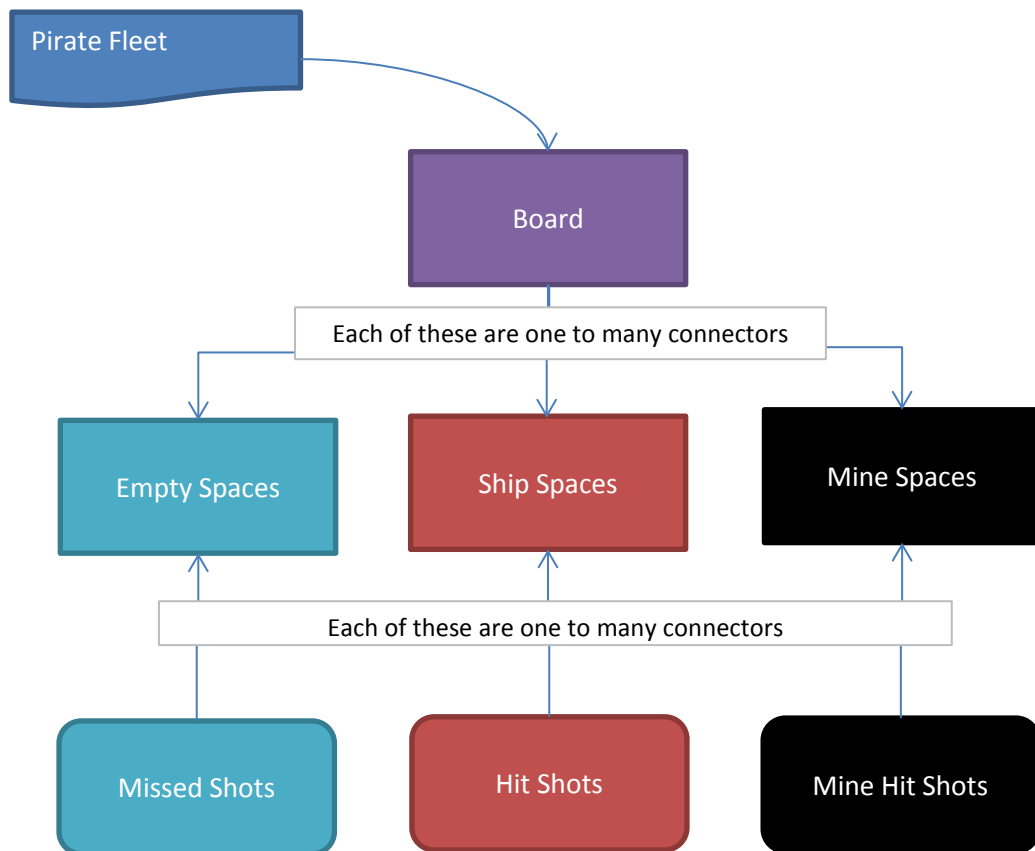 Pirate Fleet
Board
Each of these are one to many connectors
Empty Spaces
Ship Spaces
Mine Spaces
Each of these are one to many connectors
Missed Shots
Hit Shots
Mine Hit Shots